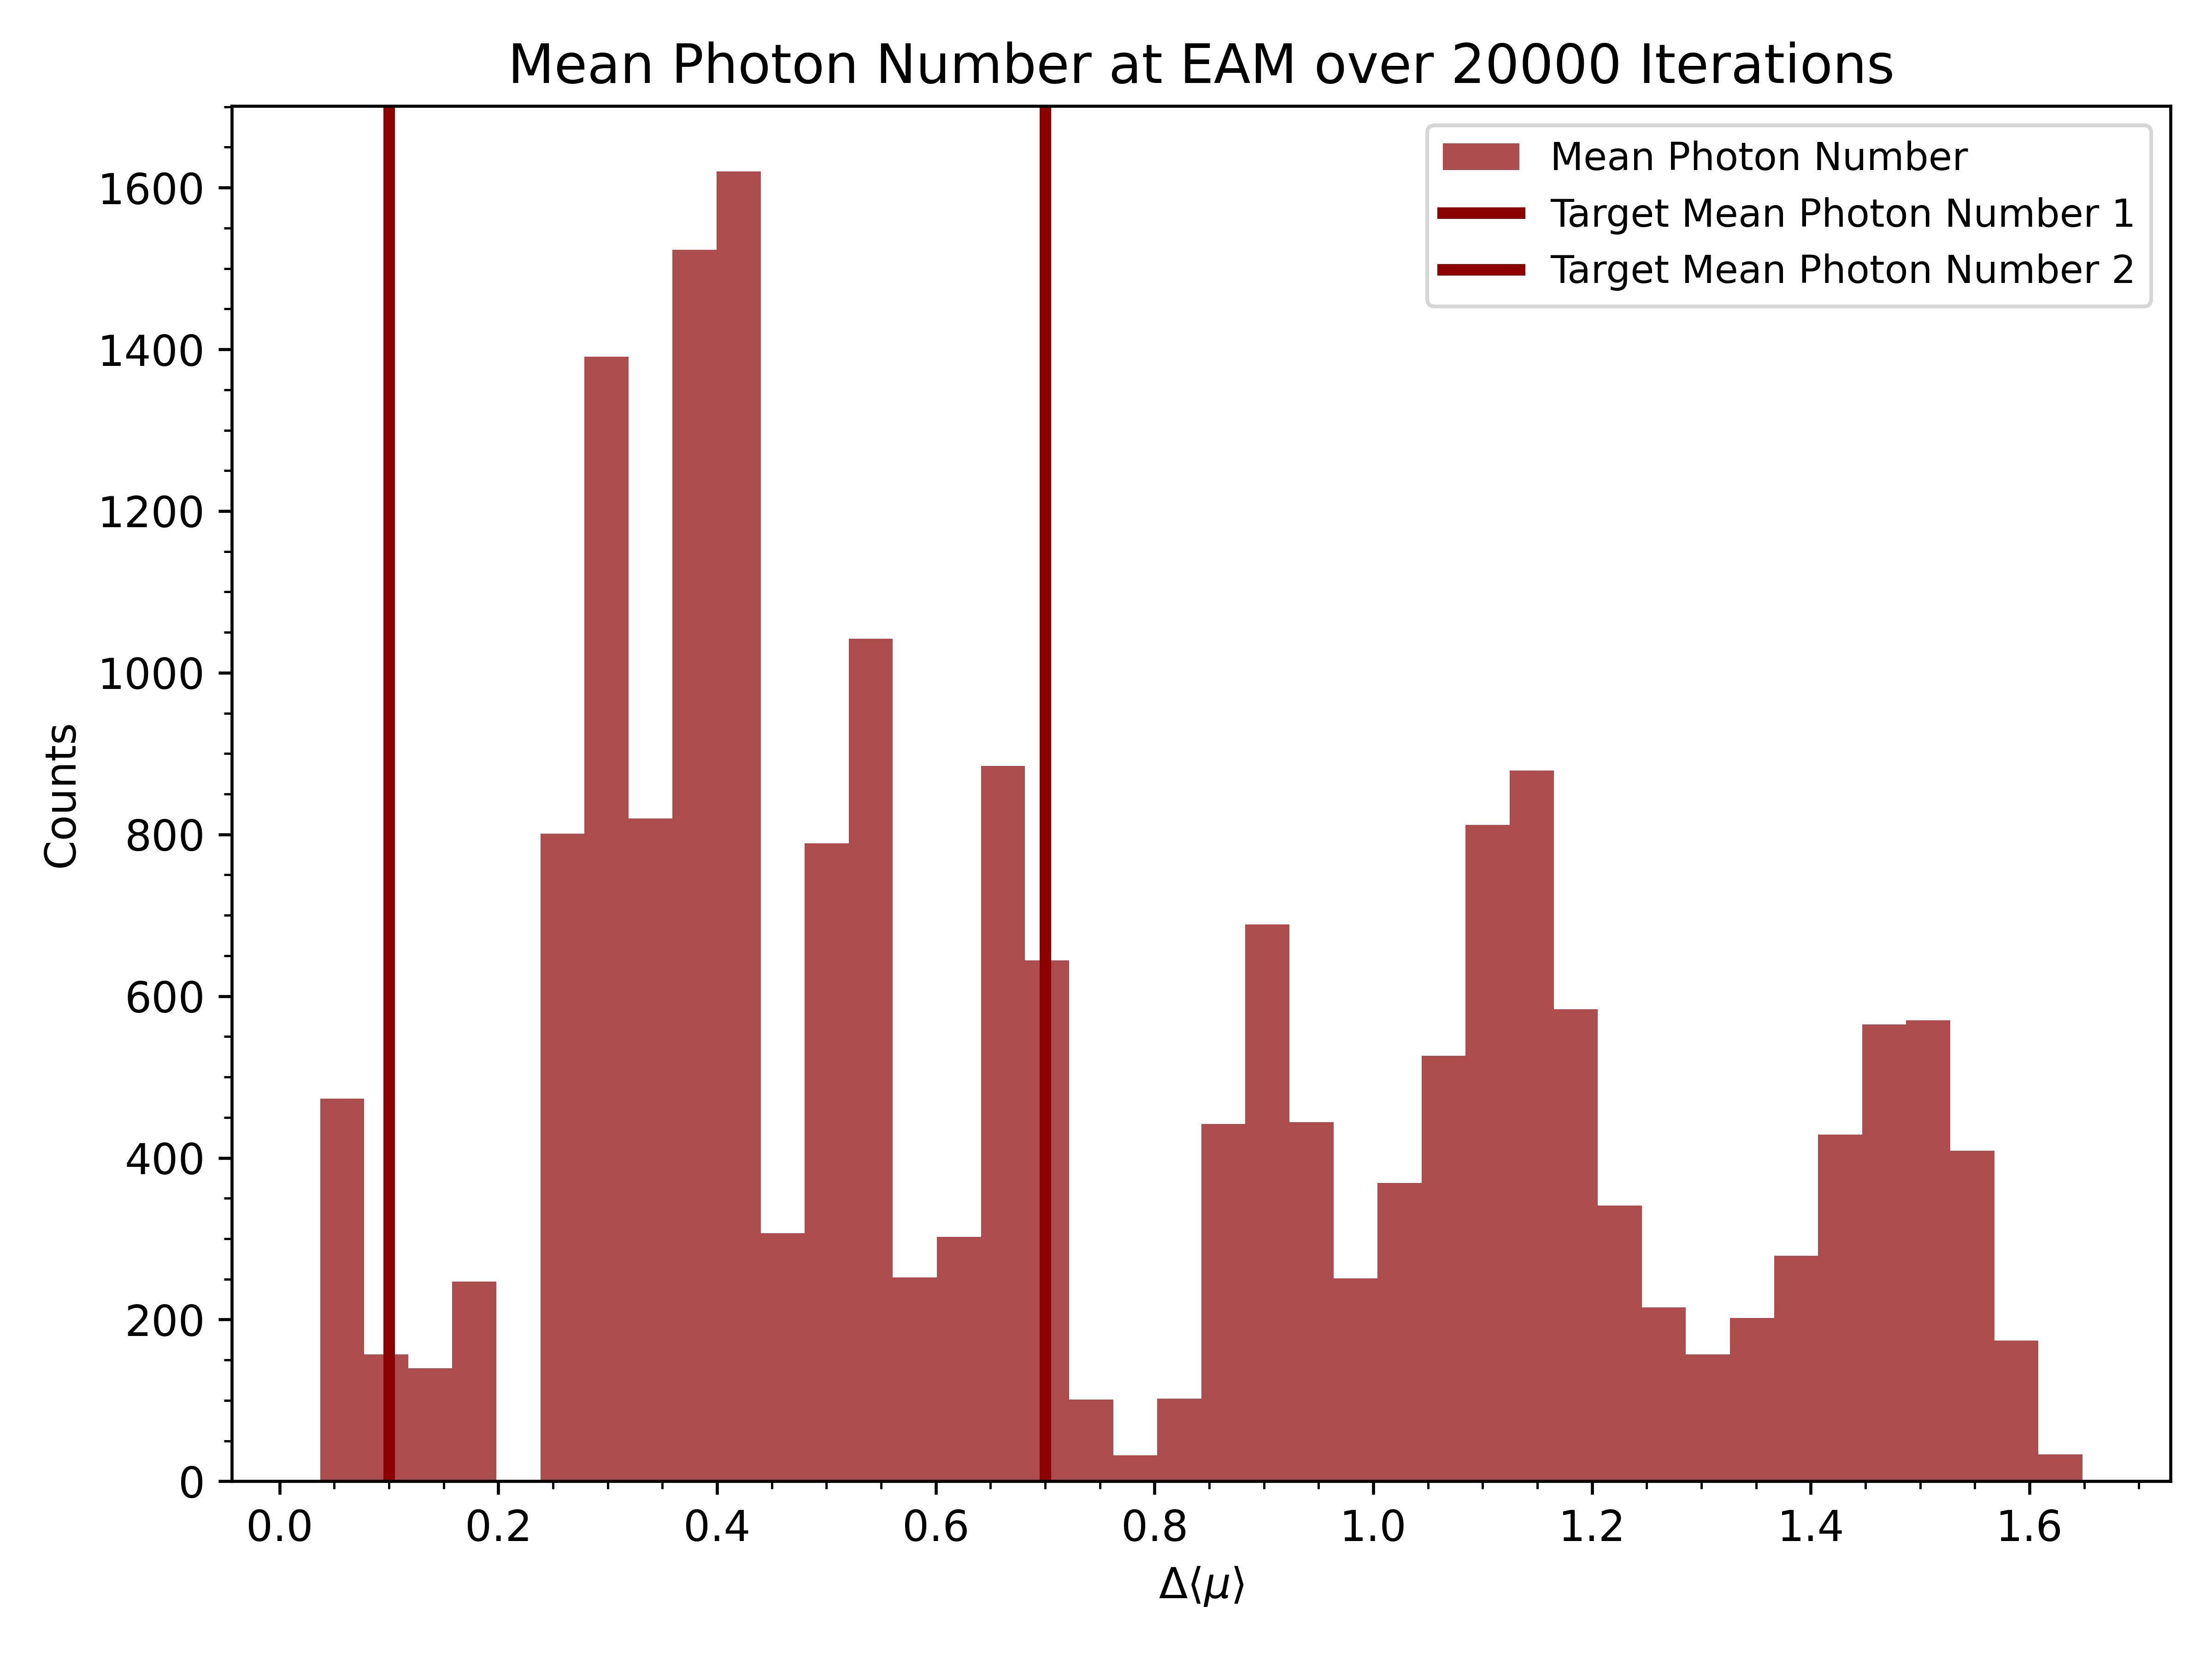 Mean Photon Number at EAM over 20000 Iterations
Mean Photon Number
Target Mean Photon Number 1
Target Mean Photon Number 2
1600
1400
1200
1000
800
600
400
200
0
Counts
0.0 0.2 0.4 0.6 0.8 1.0 1.2 1.4 1.6
Δ⟨μ⟩